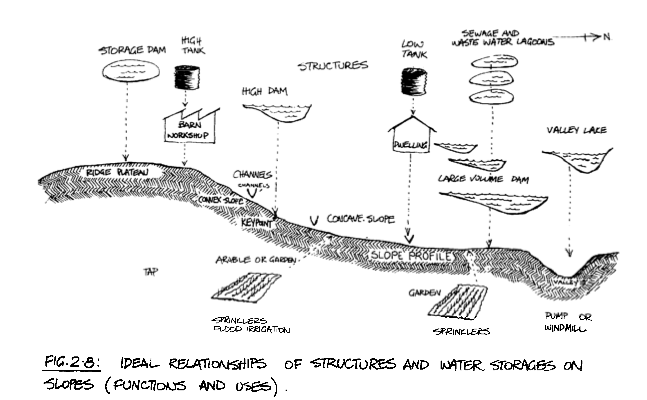 SEWAGE AND
WASTE WATER LAGOONS
N
HIGH
TANK
STORAGE DAM
LOW
TANK
STRUCTURES
HIGH DAM
BARN
WORKSHUP
DWELLING
VALLEY LAKE
RIDGE PLATEAU
CHANNELS
CHANNELS
CONVEX SLOPE
LARGE VOLUME DAM
KEYPOINT
CONCAVE SLOPE
SLOPE PROFILE
ARABLE OR GARDEN
TAP
GARDEN
VALLEY
SPRINKLERS
FLOOD IRRIGATION
SPRINKLERS
PUMP OR
WINDMILL
FIG.2.8: IDEAL RELATIONSHIPS OF STRUCTURES AND WATER STORAGES ON
SLOPES (FUNCTIONS AND USES).